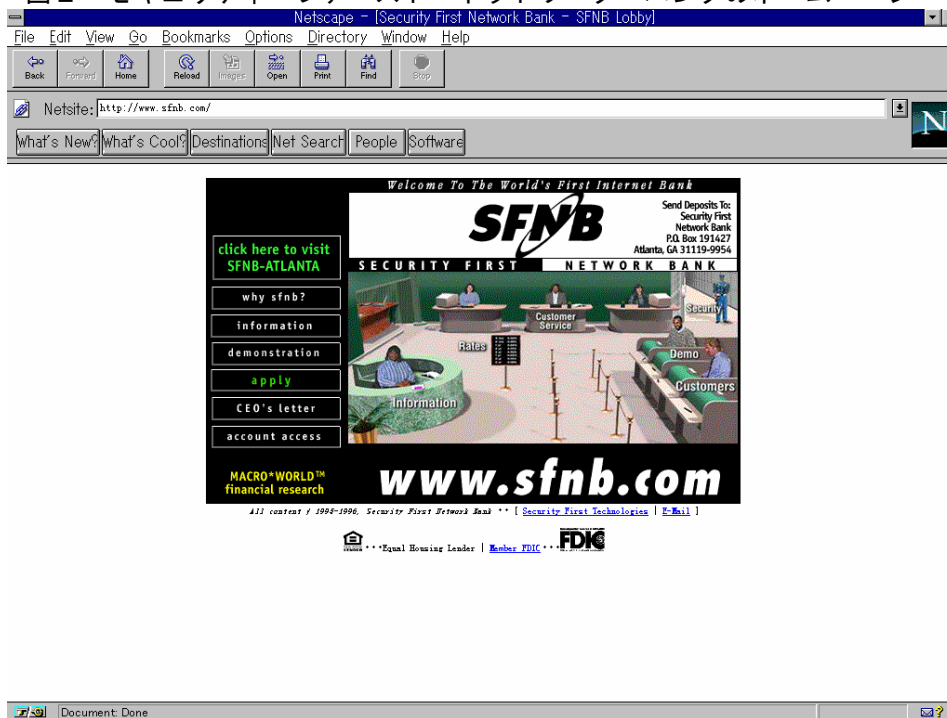 Netscape - [Security First Network Bank - SFNB Lobby]
File Edit View Go Bookmarks Options Directory Window Help
Back Forward Home Reload Images Open Print Find Stop
Netsite: http://www.sfnb.com/
N
What's New? What's Cool? Destinations Net Search People Software
Welcome To The World's First Internet Bank
SFNB
Send Deposits To:
Security First
Network Bank
P.O. Box 191427
Atlanta, GA 31119-9954
SECURITY FIRST NETWORK BANK
click here to visit
SFNB-ATLANTA
why sfnb?
information
demonstration
apply
CEO's letter
account access
MACRO*WORLD™
financial research
Customer
Service
Security
Rates
Demo
Customers
Information
www.sfnb.com
All content / 1998-1996, Security First Network Bank ** [ Security First Technologies | E-Mail ]
···Equal Housing Lender | Member FDIC ··· FDIC
Document: Done